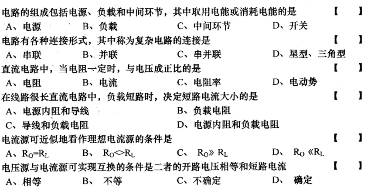 电路的组成包括电源、负载和中间环节，其中取用电能或消耗电能的是 【 】
A、电源 B、负载 C、中间环节 D、开关
电路有各种连接形式，其中称为复杂电路的连接是 【 】
A、串联 B、并联 C、串并联 D、星型、三角型
直流电路中，当电阻一定时，与电压成正比的是 【 】
A、电阻 B、电流 C、电阻率 D、电动势
在线路很长直流电路中，负载短路时，决定短路电流大小的是 【 】
A、电源内阻和导线 B、负载电阻
C、导线和负载电阻 D、电源内阻和负载电阻
电流源可近似地看作理想电流源的条件是 【 】
A、RO=RL B、RO<>RL C、RO》RL D、RO《RL
电压源与电流源可实现互换的条件是二者的开路电压相等和短路电流 【 】
A、相等 B、不等 C、不确定 D、确定